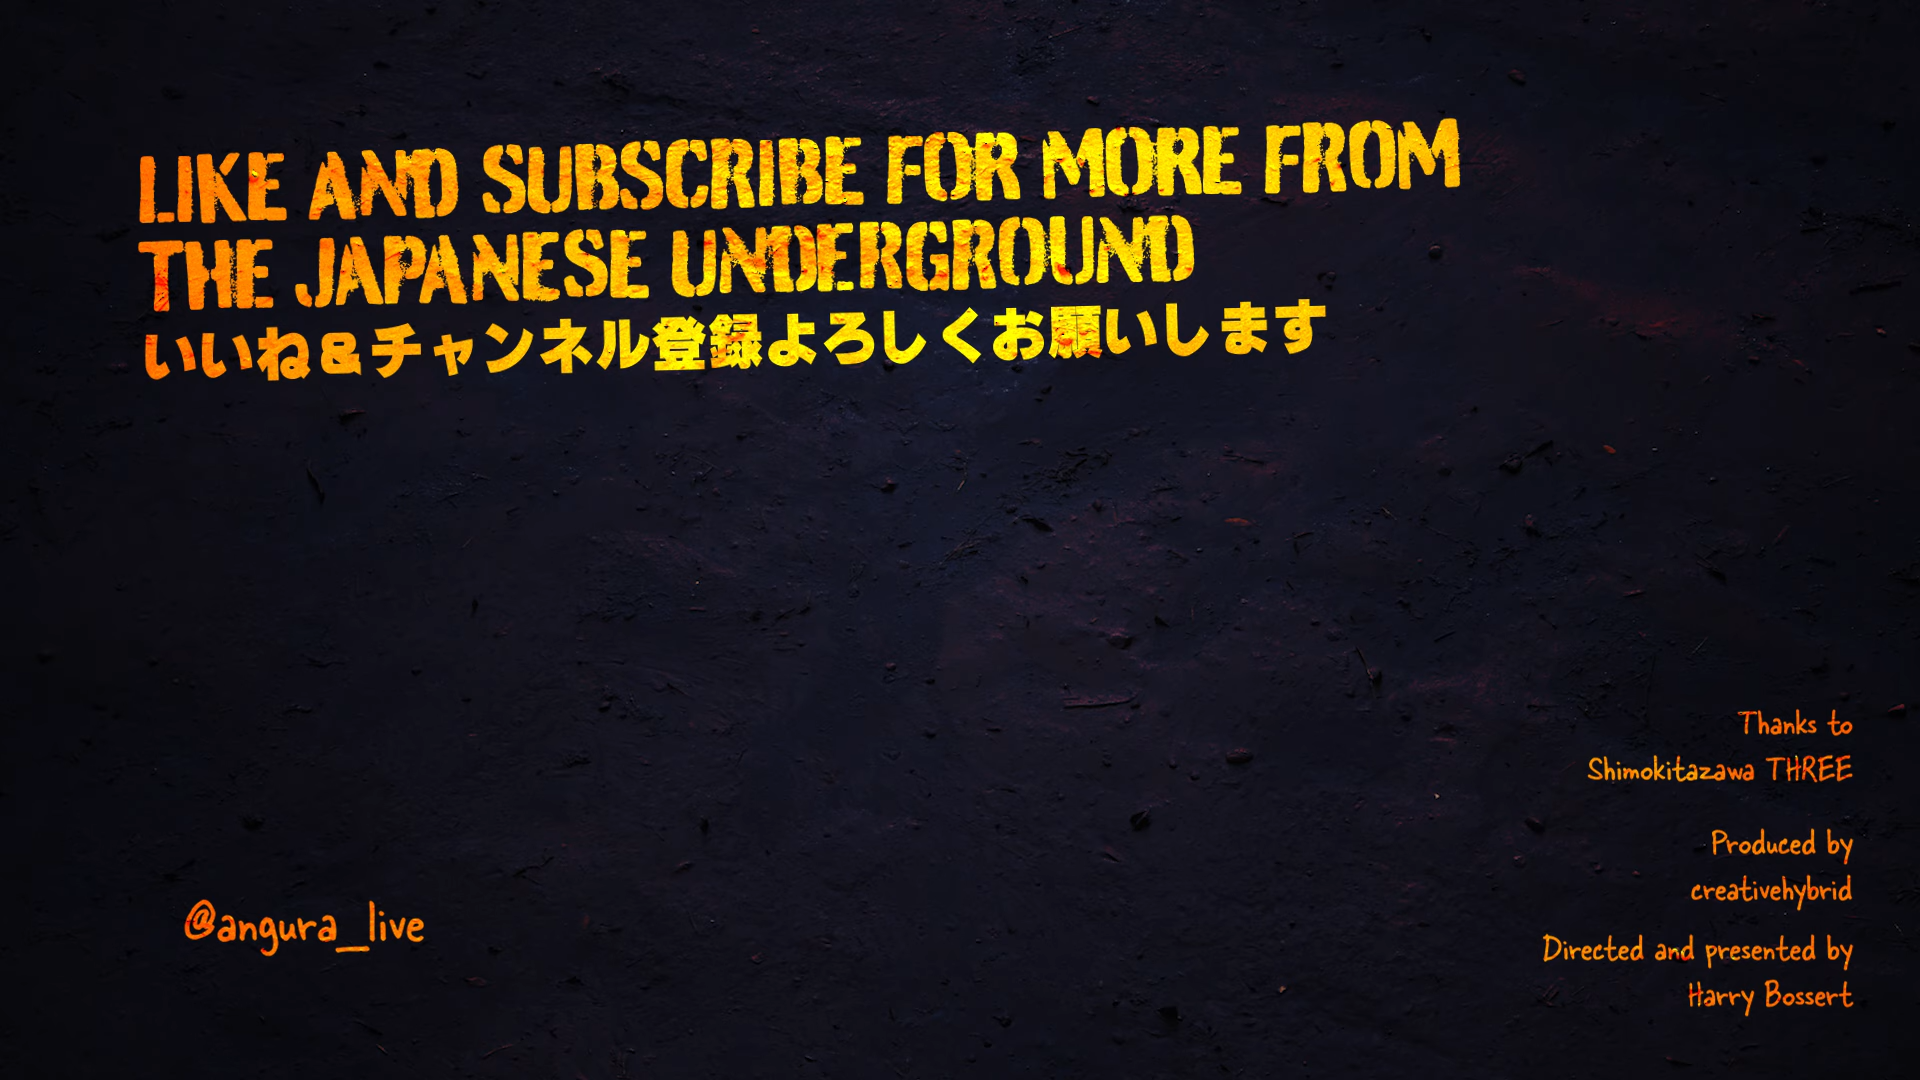 LIKE AND SUBSCRIBE FOR MORE FROM
THE JAPANESE UNDERGROUND
いいね&チャンネル登録よろしくお願いします
Thanks to
Shimokitazawa THREE
Produced by
creativehybrid
@angura_live
Directed and presented by
Harry Bossert